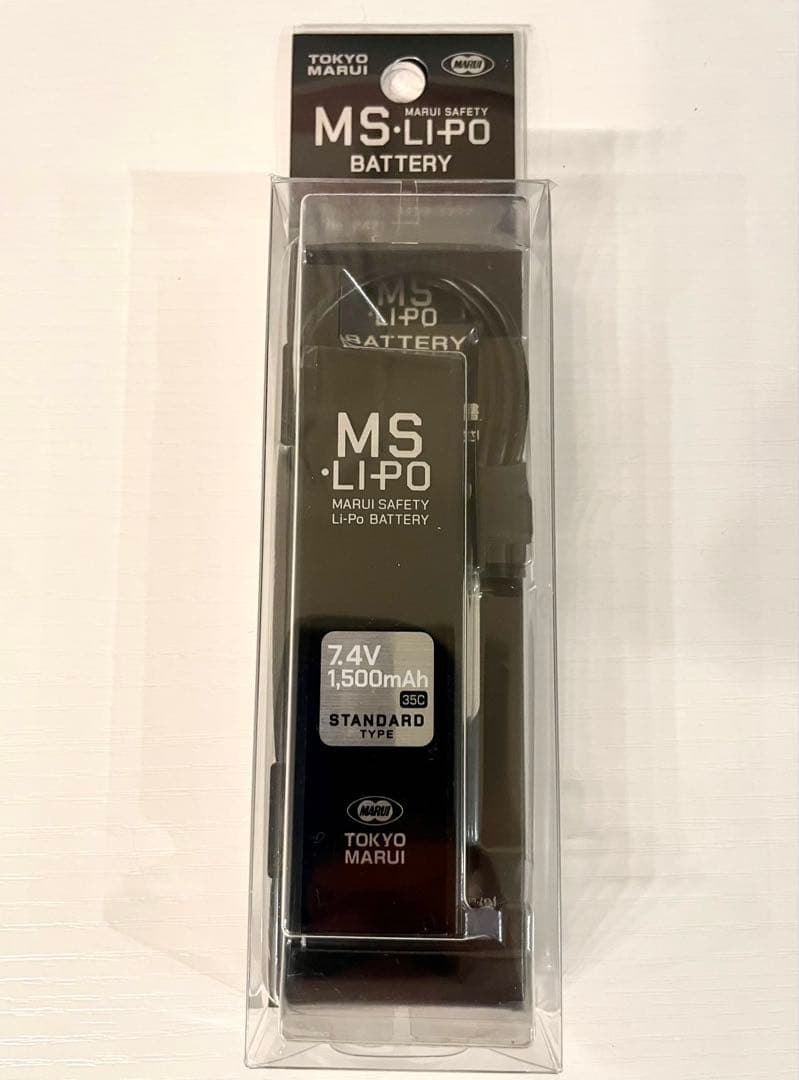 TOKYO
MARUI
MARUI
MARUI SAFETY
MS·LI-PO
BATTERY
MS
·LI-PO
BATTERY
MS
·LI-PO
MARUI SAFETY
Li-Po BATTERY
7.4V
1,500mAh
35C
STANDARD
TYPE
MARUI
TOKYO
MARUI